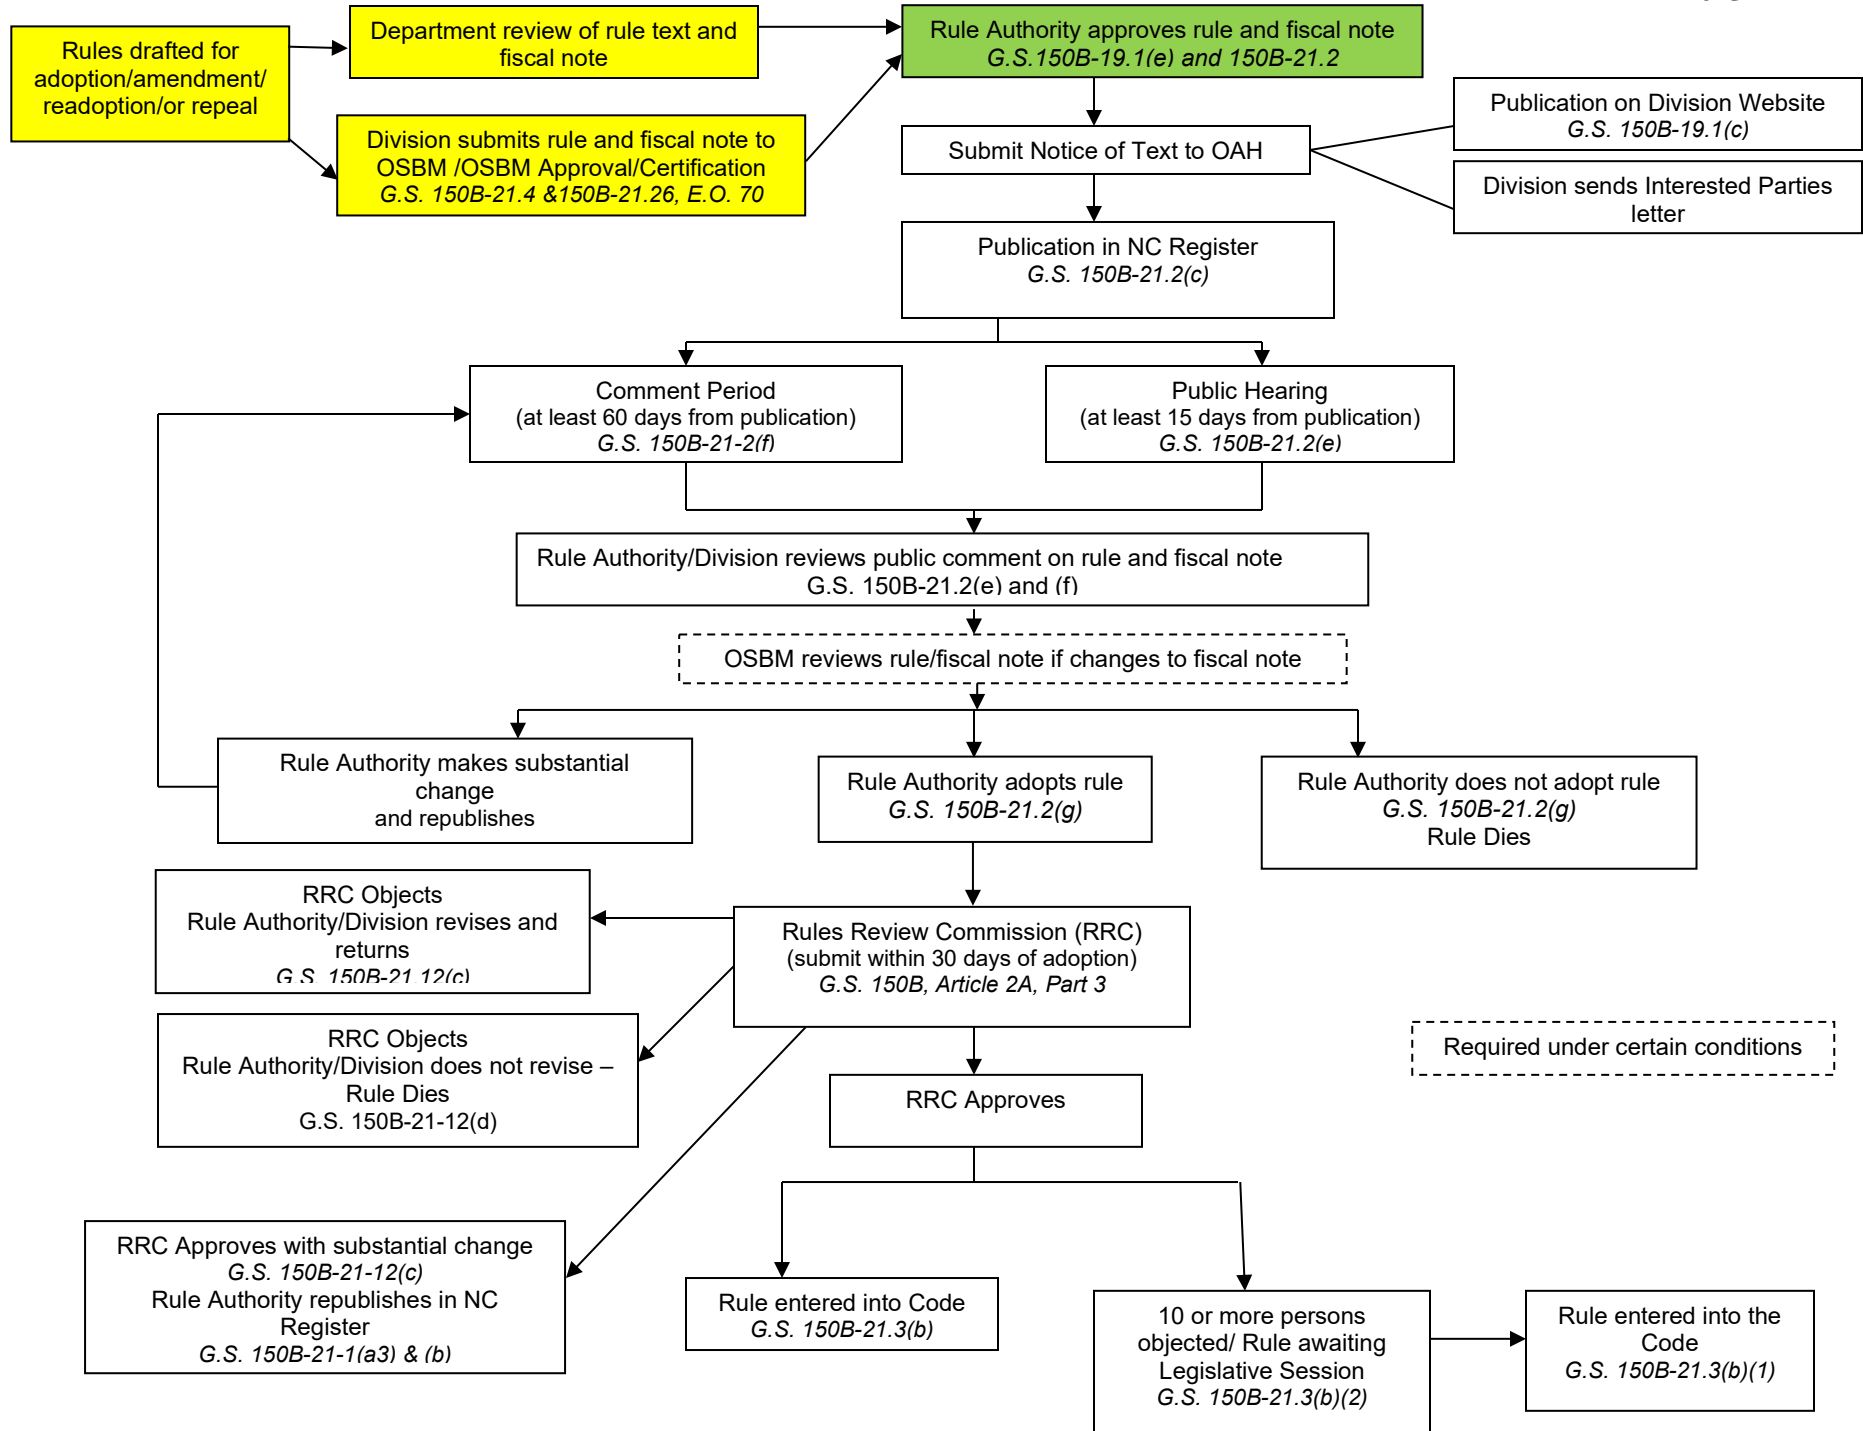 Rules drafted for
adoption/amendment/
readoption/or repeal
Department review of rule text and
fiscal note
Division submits rule and fiscal note to
OSBM /OSBM Approval/Certification
G.S. 150B-21.4 &150B-21.26, E.O. 70
Rule Authority approves rule and fiscal note
G.S.150B-19.1(e) and 150B-21.2
Submit Notice of Text to OAH
Publication on Division Website
G.S. 150B-19.1(c)
Division sends Interested Parties
letter
Publication in NC Register
G.S. 150B-21.2(c)
Comment Period
(at least 60 days from publication)
G.S. 150B-21-2(f)
Public Hearing
(at least 15 days from publication)
G.S. 150B-21.2(e)
Rule Authority/Division reviews public comment on rule and fiscal note
G.S. 150B-21.2(e) and (f)
OSBM reviews rule/fiscal note if changes to fiscal note
Rule Authority makes substantial
change
and republishes
Rule Authority adopts rule
G.S. 150B-21.2(g)
Rule Authority does not adopt rule
G.S. 150B-21.2(g)
Rule Dies
RRC Objects
Rule Authority/Division revises and
returns
G.S. 150B-21.12(c)
Rules Review Commission (RRC)
(submit within 30 days of adoption)
G.S. 150B, Article 2A, Part 3
RRC Objects
Rule Authority/Division does not revise –
Rule Dies
G.S. 150B-21-12(d)
Required under certain conditions
RRC Approves
RRC Approves with substantial change
G.S. 150B-21-12(c)
Rule Authority republishes in NC
Register
G.S. 150B-21-1(a3) & (b)
Rule entered into Code
G.S. 150B-21.3(b)
10 or more persons
objected/ Rule awaiting
Legislative Session
G.S. 150B-21.3(b)(2)
Rule entered into the
Code
G.S. 150B-21.3(b)(1)